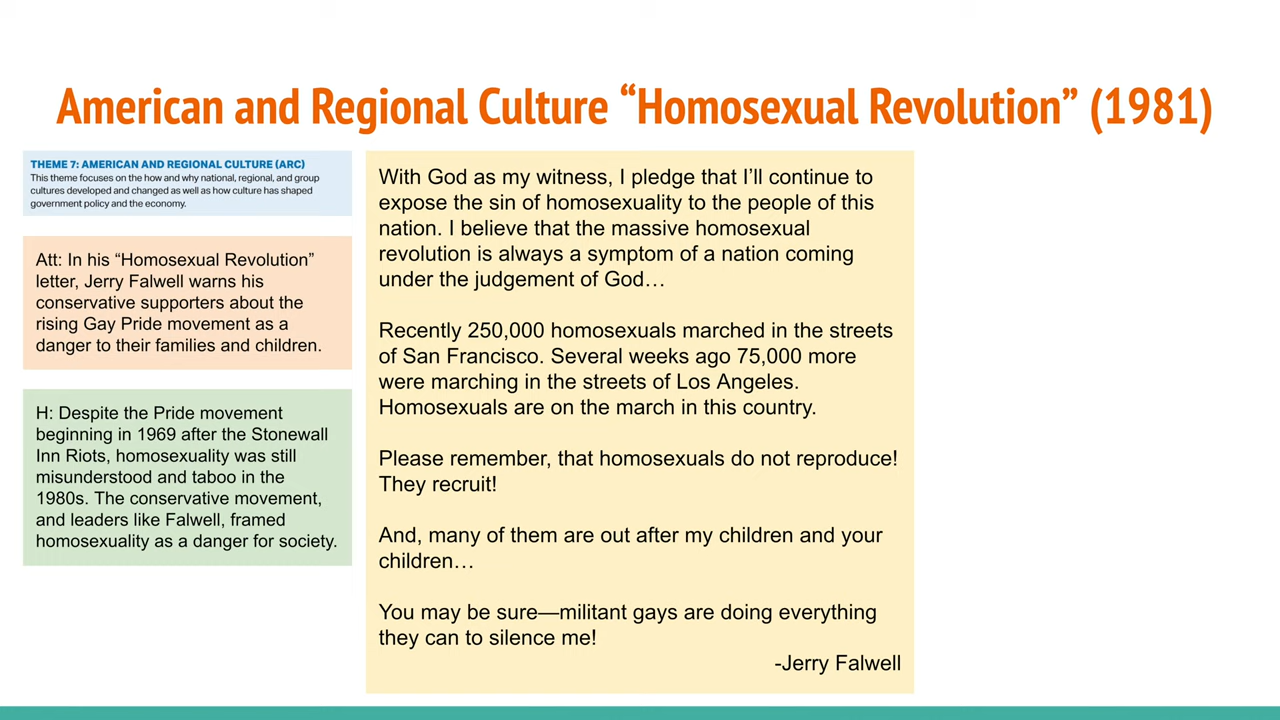 American and Regional Culture “Homosexual Revolution” (1981)
THEME 7: AMERICAN AND REGIONAL CULTURE (ARC)
This theme focuses on the how and why national, regional, and group
cultures developed and changed as well as how culture has shaped
government policy and the economy.
Att: In his “Homosexual Revolution”
letter, Jerry Falwell warns his
conservative supporters about the
rising Gay Pride movement as a
danger to their families and children.
H: Despite the Pride movement
beginning in 1969 after the Stonewall
Inn Riots, homosexuality was still
misunderstood and taboo in the
1980s. The conservative movement,
and leaders like Falwell, framed
homosexuality as a danger for society.
With God as my witness, I pledge that I’ll continue to
expose the sin of homosexuality to the people of this
nation. I believe that the massive homosexual
revolution is always a symptom of a nation coming
under the judgement of God…
Recently 250,000 homosexuals marched in the streets
of San Francisco. Several weeks ago 75,000 more
were marching in the streets of Los Angeles.
Homosexuals are on the march in this country.
Please remember, that homosexuals do not reproduce!
They recruit!
And, many of them are out after my children and your
children…
You may be sure—militant gays are doing everything
they can to silence me!
-Jerry Falwell